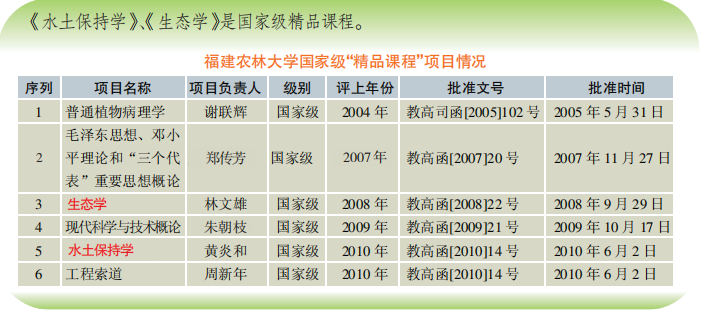 《水土保持学》、《生态学》是国家级精品课程。
福建农林大学国家级“精品课程”项目情况
序列 项目名称 项目负责人 级别 评上年份 批准文号 批准时间
1 普通植物病理学 谢联辉 国家级 2004 年 教高司函[2005]102 号 2005 年 5 月 31 日
毛泽东思想、邓小
2 平理论和“三个代 郑传芳 国家级 2007 年 教高函[2007]20 号 2007 年 11 月 27 日
表”重要思想概论
3 生态学 林文雄 国家级 2008 年 教高函[2008]22 号 2008 年 9 月 29 日
4 现代科学与技术概论 朱朝枝 国家级 2009 年 教高函[2009]21 号 2009 年 10 月 17 日
5 水土保持学 黄炎和 国家级 2010 年 教高函[2010]14 号 2010 年 6 月 2 日
6 工程索道 周新年 国家级 2010 年 教高函[2010]14 号 2010 年 6 月 2 日